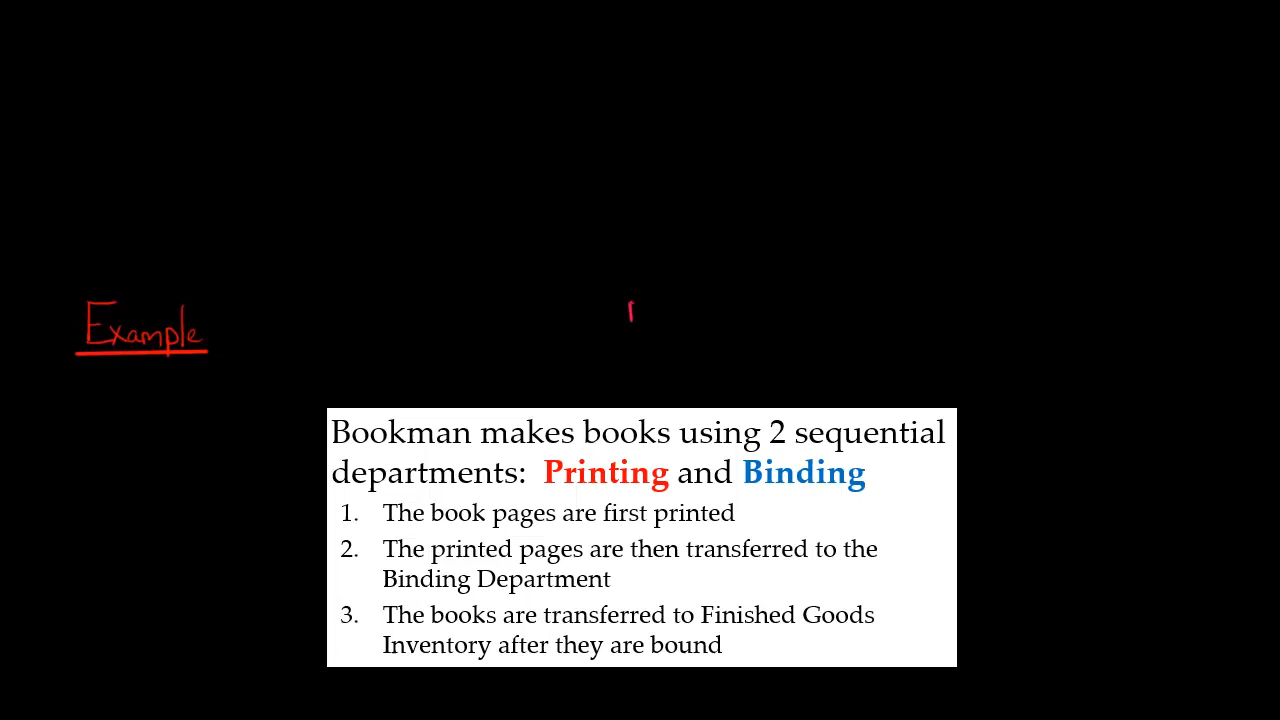 Example
Bookman makes books using 2 sequential
departments: Printing and Binding
1. The book pages are first printed
2. The printed pages are then transferred to the
Binding Department
3. The books are transferred to Finished Goods
Inventory after they are bound